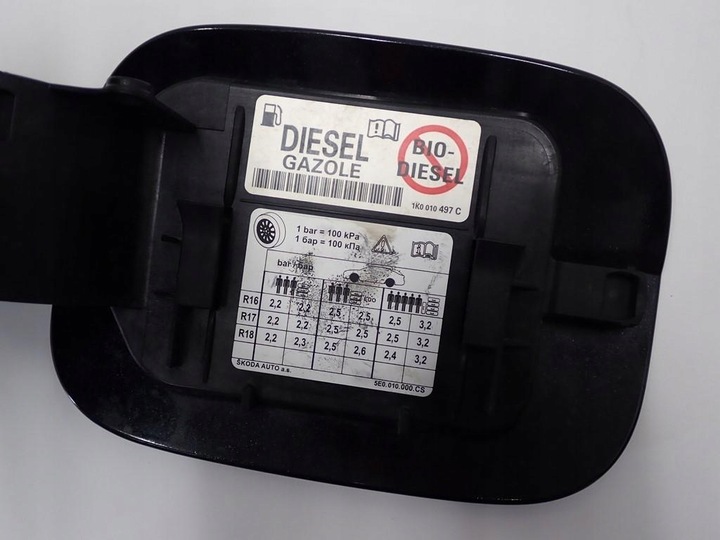 DIESEL
GAZOLE
BIO-
DIESEL
1K0 010 497 C
1 bar = 100 kPa
1 бар = 100 кПа
bar / бар
R16 2,2 2,2 2,5 2,5 2,5 3,2
R17 2,2 2,2 2,5 2,5 2,5 3,2
R18 2,2 2,3 2,5 2,6 2,4 3,2
ŠKODA AUTO a.s.
5E0.010.000.CS